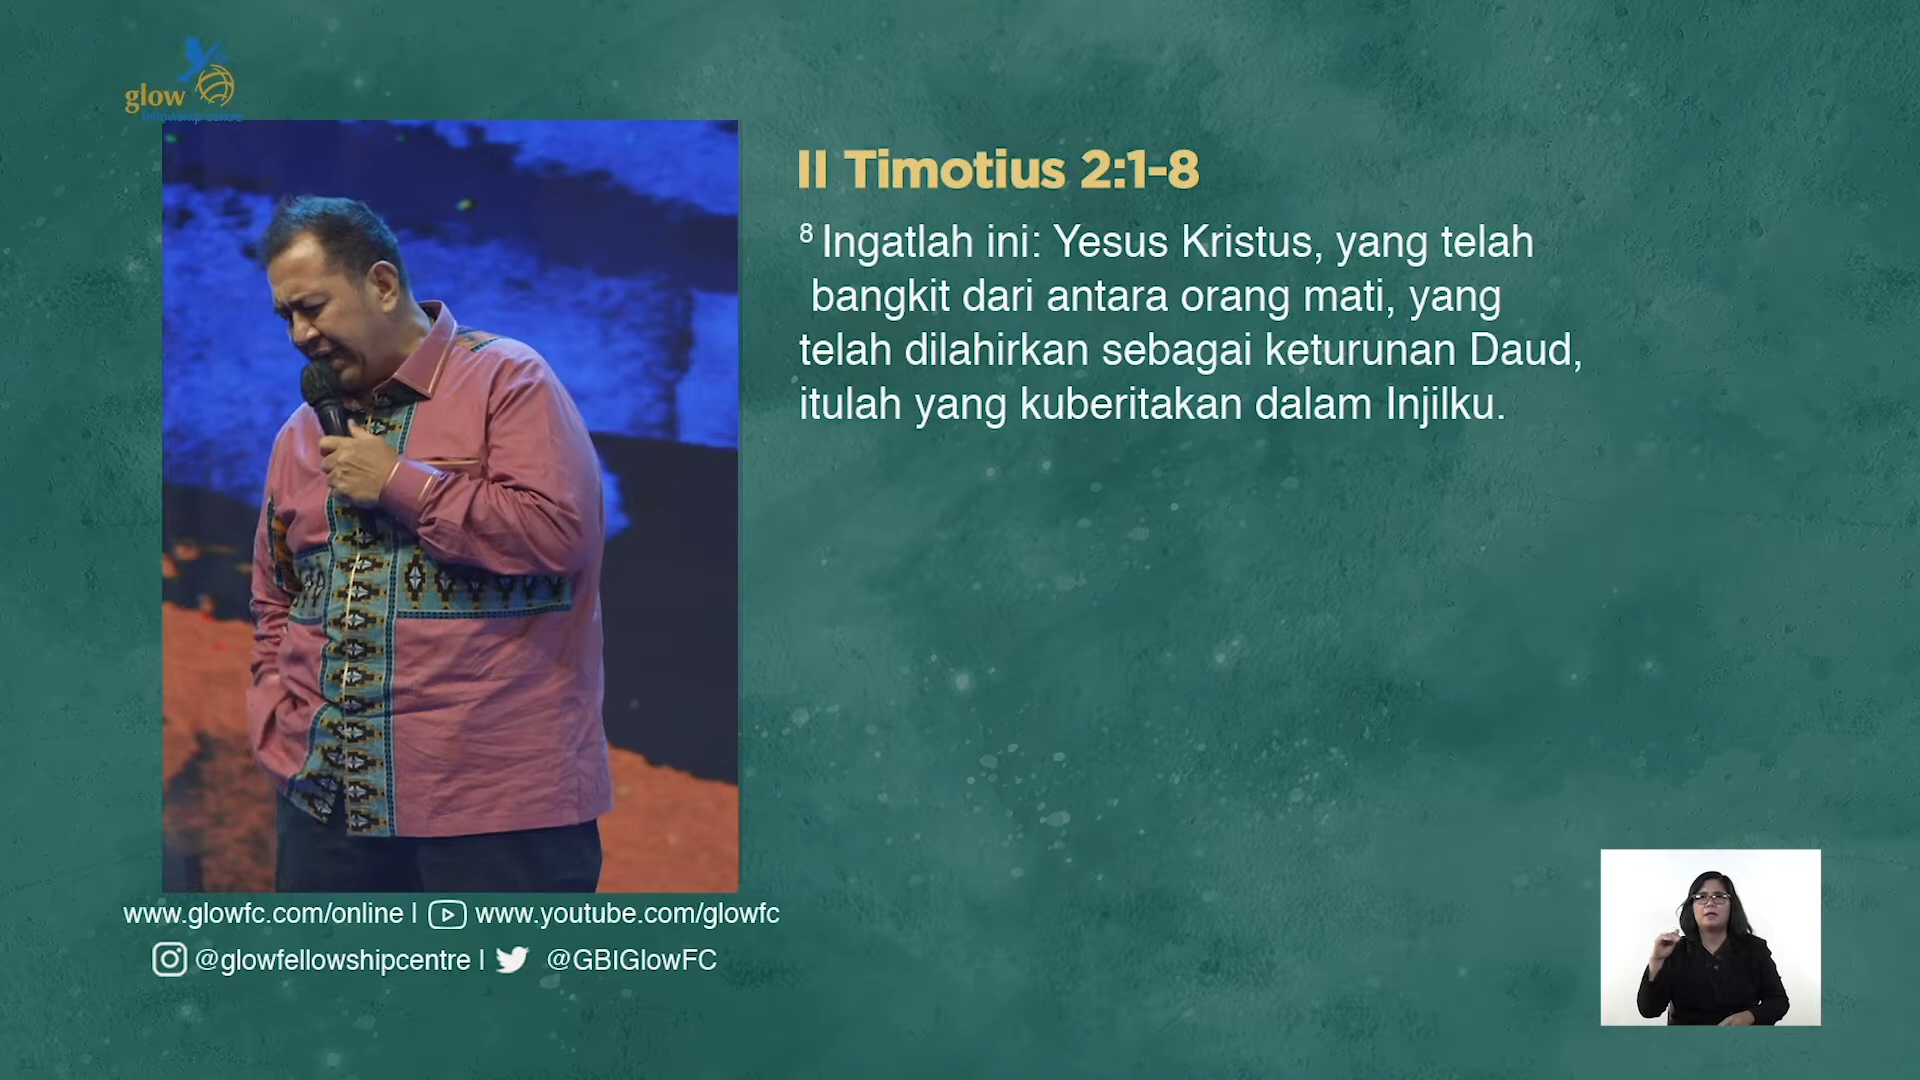 glow
fellowship centre
II Timotius 2:1-8
8 Ingatlah ini: Yesus Kristus, yang telah
bangkit dari antara orang mati, yang
telah dilahirkan sebagai keturunan Daud,
itulah yang kuberitakan dalam Injilku.
www.glowfc.com/online | www.youtube.com/glowfc
@glowfellowshipcentre | @GBIGlowFC